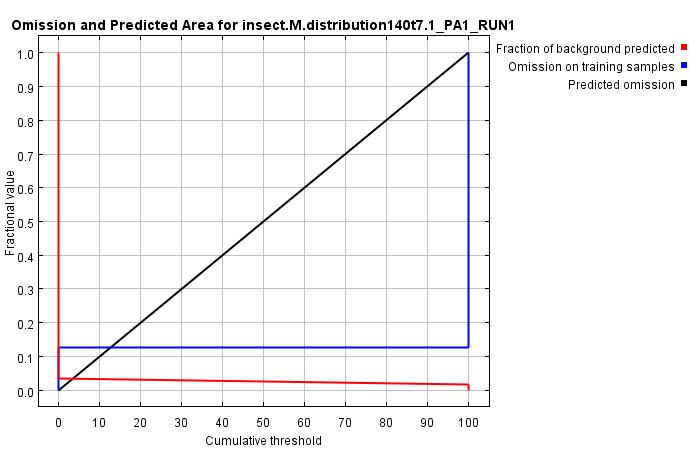 Omission and Predicted Area for insect.M.distribution140t7.1_PA1_RUN1
Fraction of background predicted
Omission on training samples
Predicted omission
1.0
0.9
0.8
0.7
0.6
0.5
0.4
0.3
0.2
0.1
0.0
Fractional value
0 10 20 30 40 50 60 70 80 90 100
Cumulative threshold